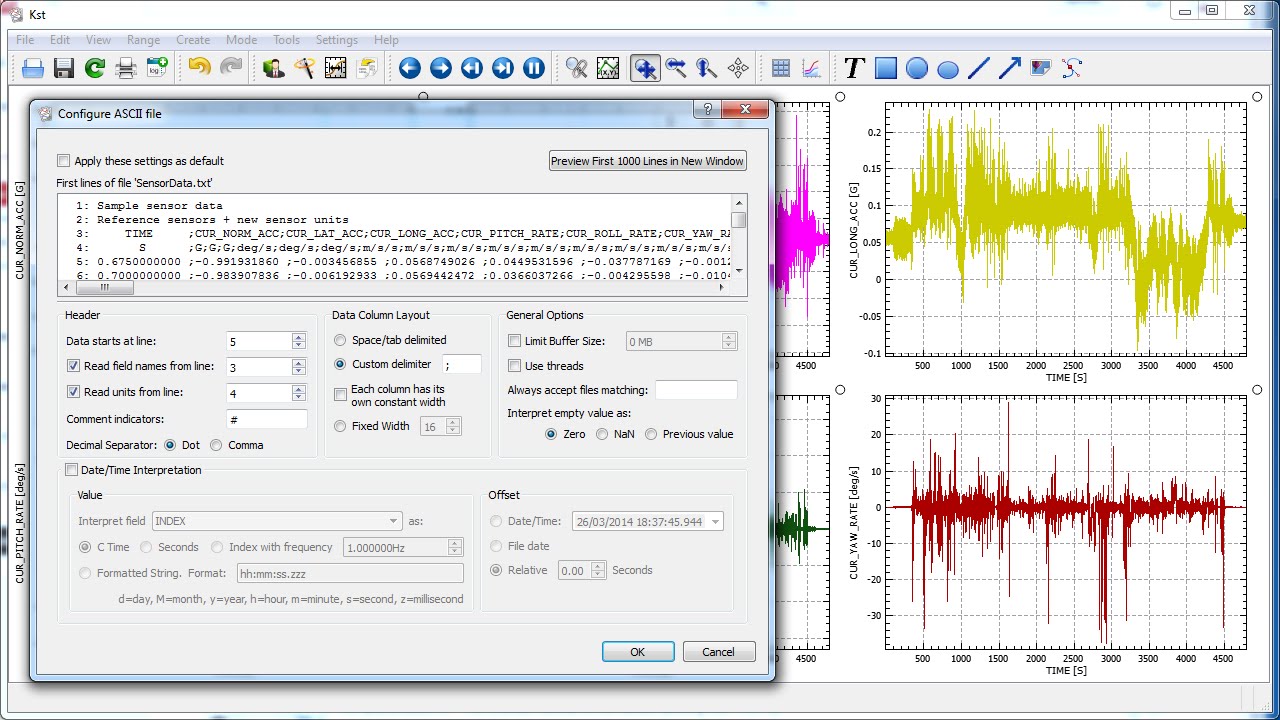 Kst
File Edit View Range Create Mode Tools Settings Help
Configure ASCII file
Apply these settings as default
Preview First 1000 Lines in New Window
First lines of file 'SensorData.txt'
1: Sample sensor data
2: Reference sensors + new sensor units
3 TIME ;CUR_NORM_ACC;CUR_LAT_ACC;CUR_LONG_ACC;CUR_PITCH_RATE;CUR_ROLL_RATE;CUR_YAW_RA
4: S ;G;G;G;deg/s;deg/s;deg/s;m/s/s;m/s/s;m/s/s;m/s/s;m/s/s;m/s/s;m/s/s
5: 000000000 ;-0.991931860 ;-0.003456855 ;0.0568749026 ;0.0449531596 ;-0.037787169 ;-0.0012
000000000 ;-0.983907836 ;-0.006192933 ;0.0569442472 ;0.0386037266 ;-0.004295598 ;-0.0104
Header
Data starts at line: 5
Read field names from line: 3
Read units from line: 4
Comment indicators: #
Decimal Separator: Dot Comma
Data Column Layout
Space/tab delimited
Custom delimiter ;
Each column has its
own constant width
Fixed Width 16
General Options
Limit Buffer Size: 0 MB
Use threads
Always accept files matching:
Interpret empty value as:
Zero NaN Previous value
Date/Time Interpretation
Value
Interpret field INDEX as:
C Time Seconds Index with frequency 1.000000Hz
Formatted String. Format: hh:mm:ss.zzz
d=day, M=month, y=year, h=hour, m=minute, s=second, z=millisecond
Offset
Date/Time: 26/03/2014 18:37:45.944
File date
Relative 0.00 Seconds
OK Cancel
CUR_NORM_ACC [G]
CUR_PITCH_RATE [deg/s]
4500
4500
CUR_LONG_ACC [G]
0.2
0.15
0.1
0.05
0
-0.05
-0.1
500 1000 1500 2000 2500 3000 3500 4000 4500
TIME [S]
CUR_YAW_RATE [deg/s]
30
20
10
0
-10
-20
-30
500 1000 1500 2000 2500 3000 3500 4000 4500
TIME [S]